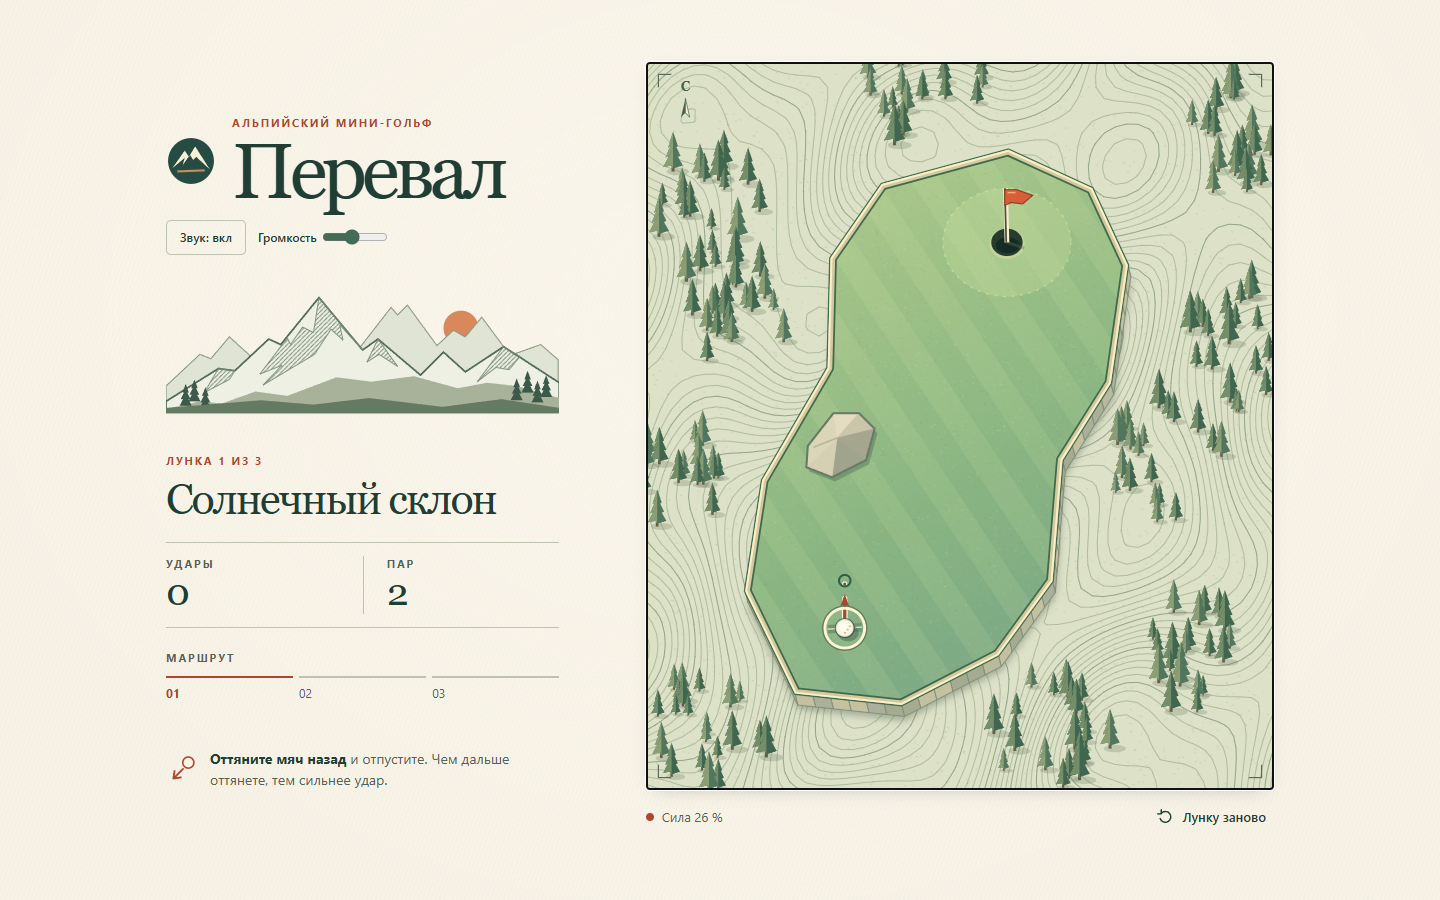 АЛЬПИЙСКИЙ МИНИ-ГОЛЬФ
Перевал
Звук: вкл
Громкость
ЛУНКА 1 ИЗ 3
Солнечный склон
УДАРЫ
0
ПАР
2
МАРШРУТ
01
02
03
Оттяните мяч назад и отпустите. Чем дальше
оттянете, тем сильнее удар.
С
Сила 26 %
Лунку заново